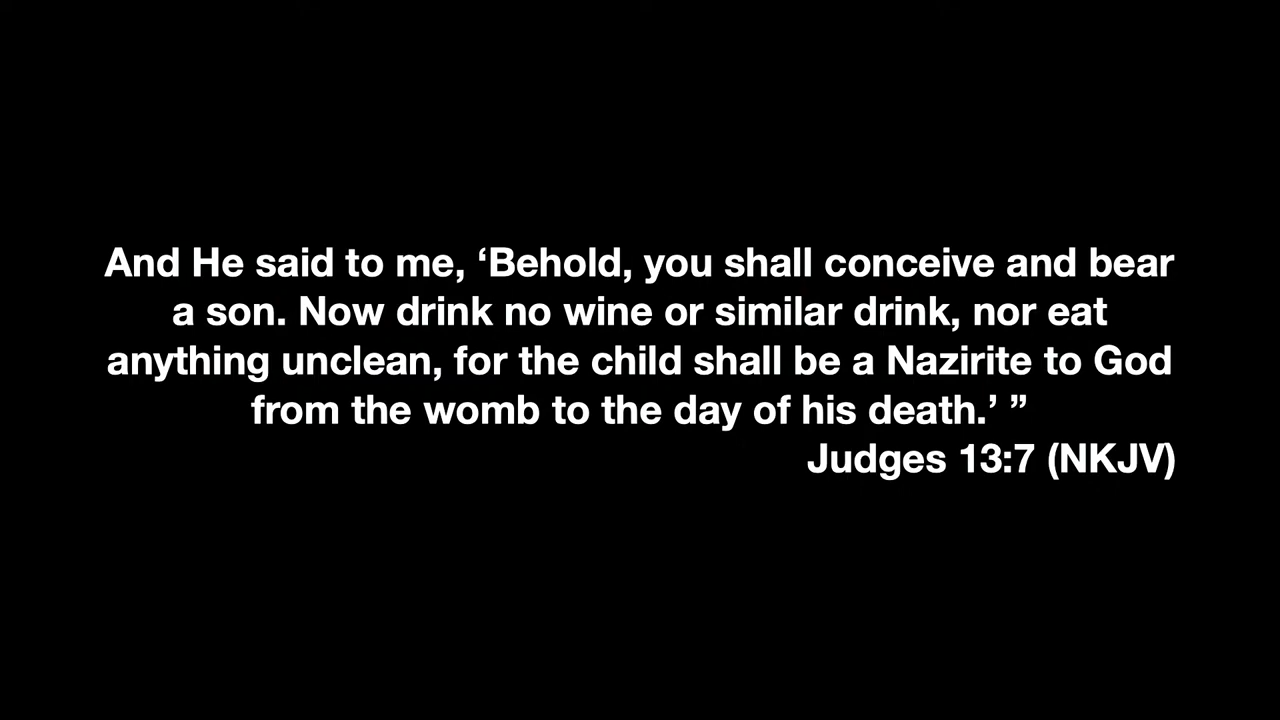 And He said to me, ‘Behold, you shall conceive and bear
a son. Now drink no wine or similar drink, nor eat
anything unclean, for the child shall be a Nazirite to God
from the womb to the day of his death.’ ”
Judges 13:7 (NKJV)